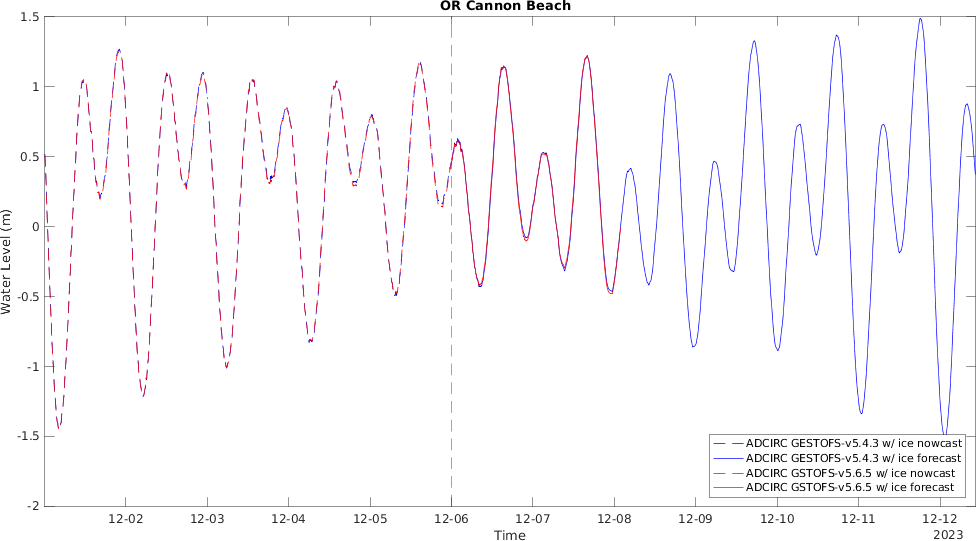 OR Cannon Beach
1.5
1
0.5
0
-0.5
-1
-1.5
-2
Water Level (m)
12-02 12-03 12-04 12-05 12-06 12-07 12-08 12-09 12-10 12-11 12-12
Time
2023
ADCIRC GESTOFS-v5.4.3 w/ ice nowcast
ADCIRC GESTOFS-v5.4.3 w/ ice forecast
ADCIRC GSTOFS-v5.6.5 w/ ice nowcast
ADCIRC GSTOFS-v5.6.5 w/ ice forecast